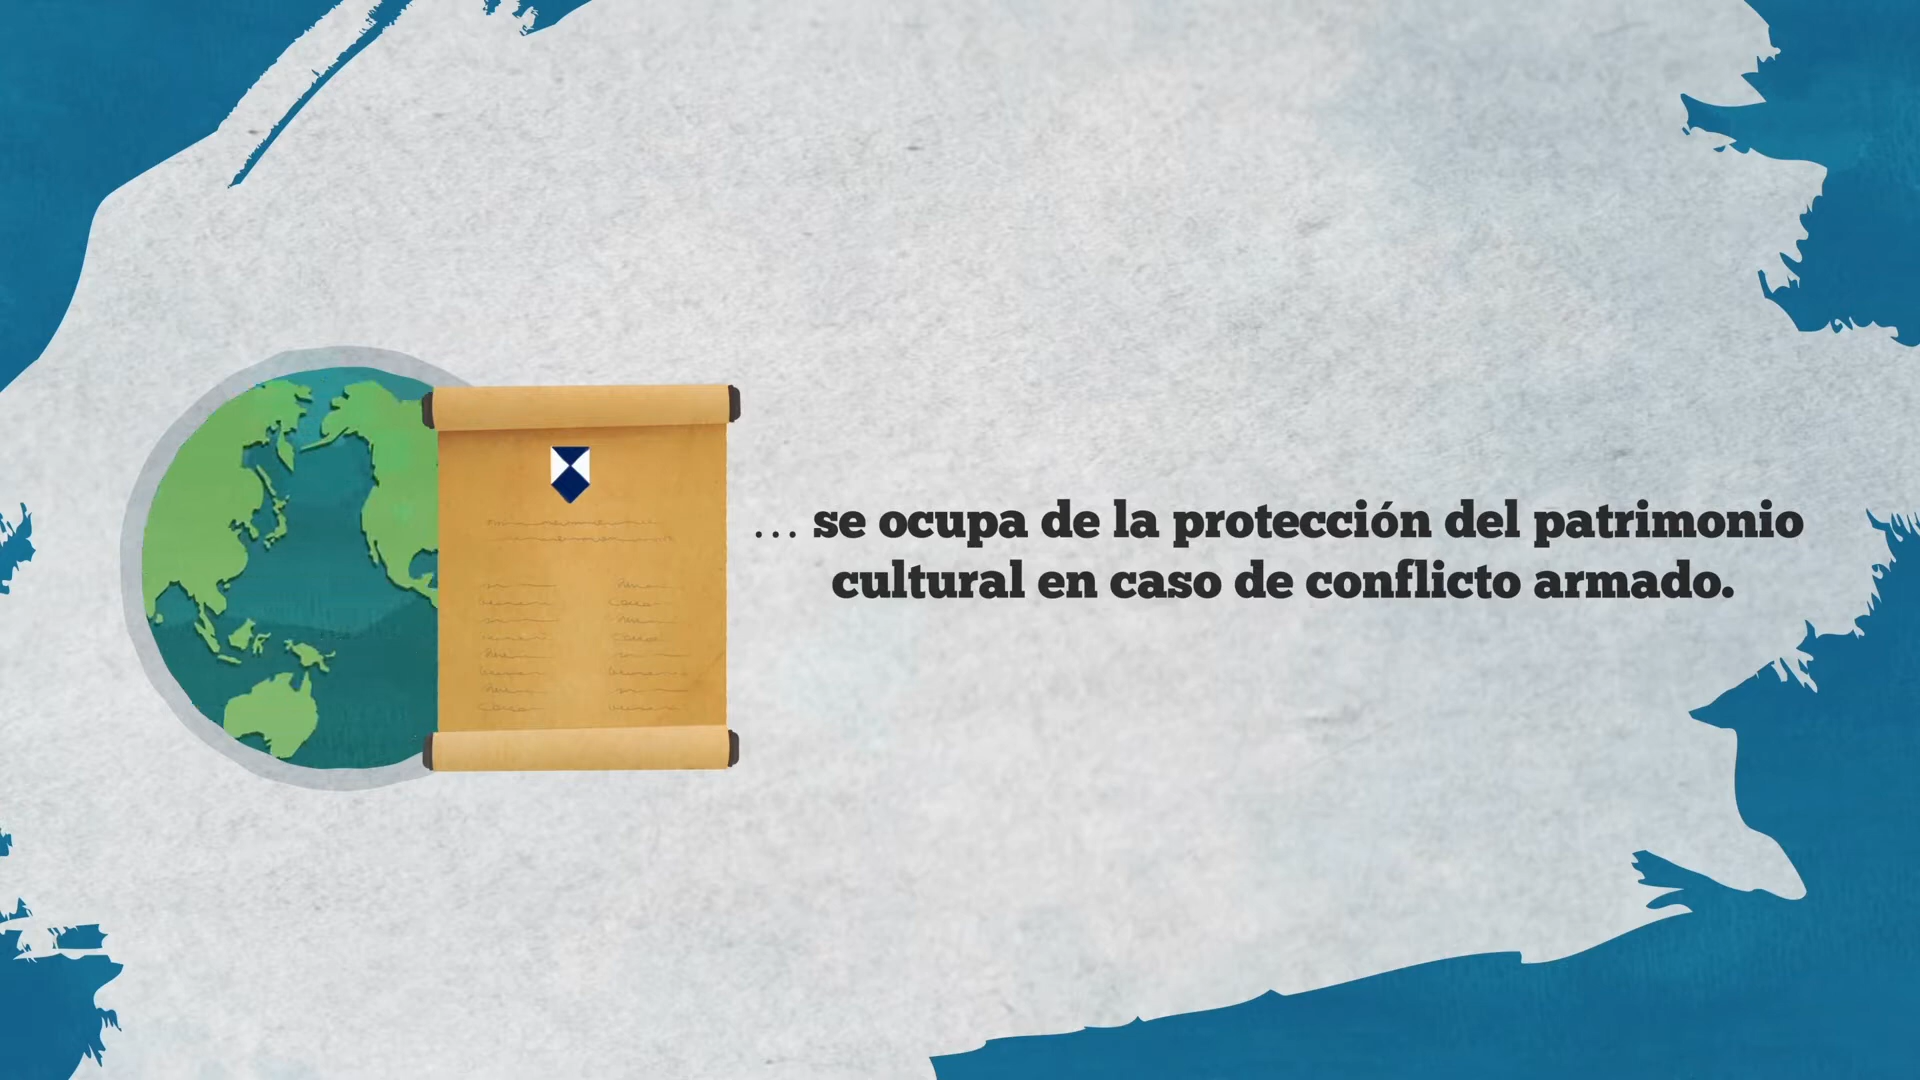 … se ocupa de la protección del patrimonio
cultural en caso de conflicto armado.